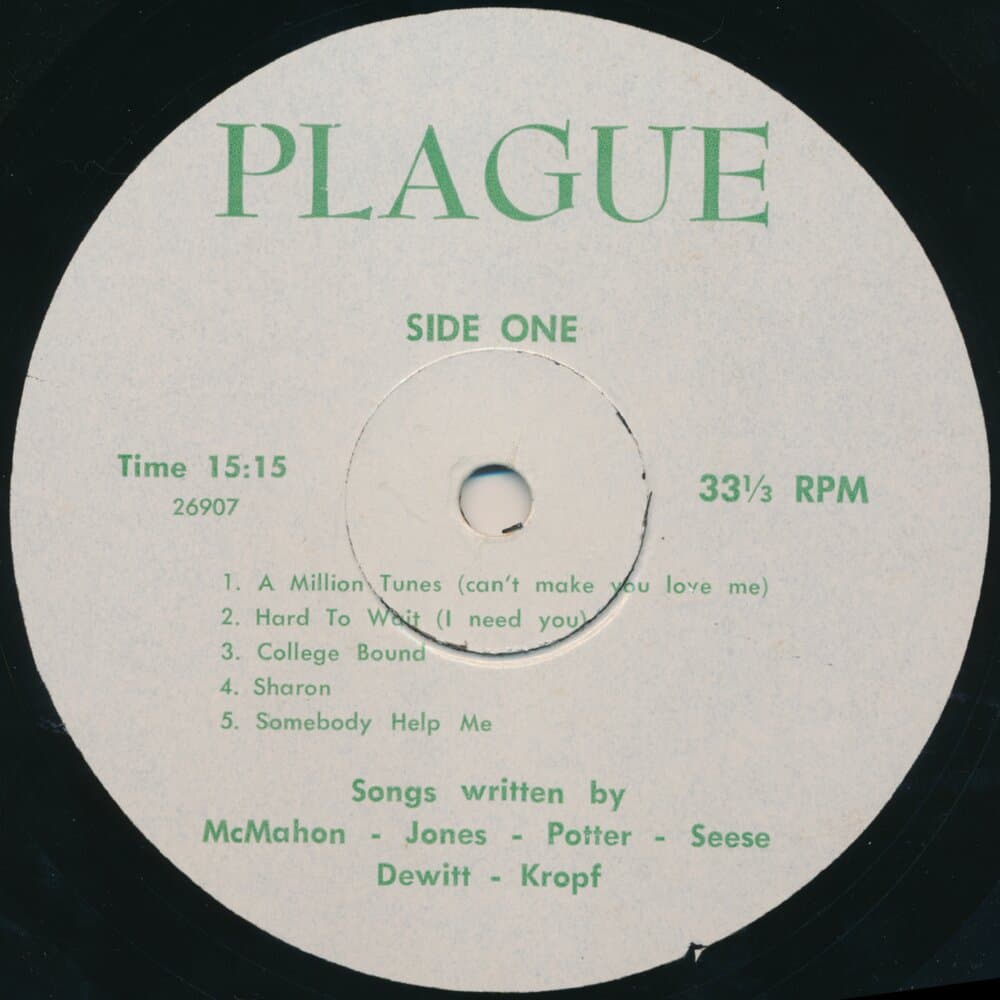 PLAGUE
SIDE ONE
Time 15:15
26907
33⅓ RPM
1. A Million Tunes (can't make you love me)
2. Hard To Wait (I need you)
3. College Bound
4. Sharon
5. Somebody Help Me
Songs written by
McMahon - Jones - Potter - Seese
Dewitt - Kropf